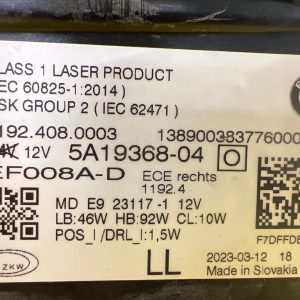 LASS 1 LASER PRODUCT
EC 60825-1:2014)
SK GROUP 2 (IEC 62471)
192.408.0003 138900383776000
12V 5A19368-04
EF008A-D ECE rechts
1192.4
MD E9 23117-1 12V
LB:46W HB:92W CL:10W
POS_I /DRL_I:1,5W F7DFFDE
LL 2023-03-12 18
Made in Slovakia
ZKW